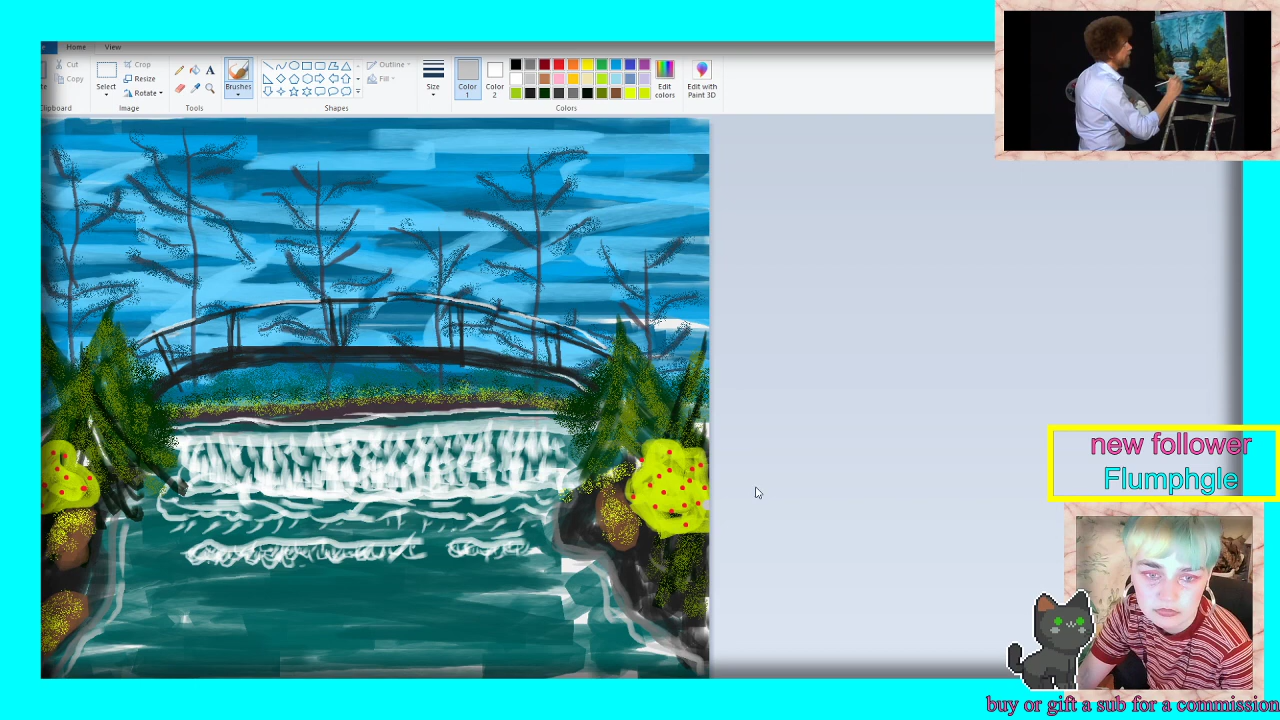 Home View
Cut
Copy
Crop
Resize
Rotate
Select
Brushes
Outline
Fill
Size
Color 1
Color 2
Edit colors
Edit with Paint 3D
Image
Tools
Shapes
Colors
new follower
Flumphgle
buy or gift a sub for a commission